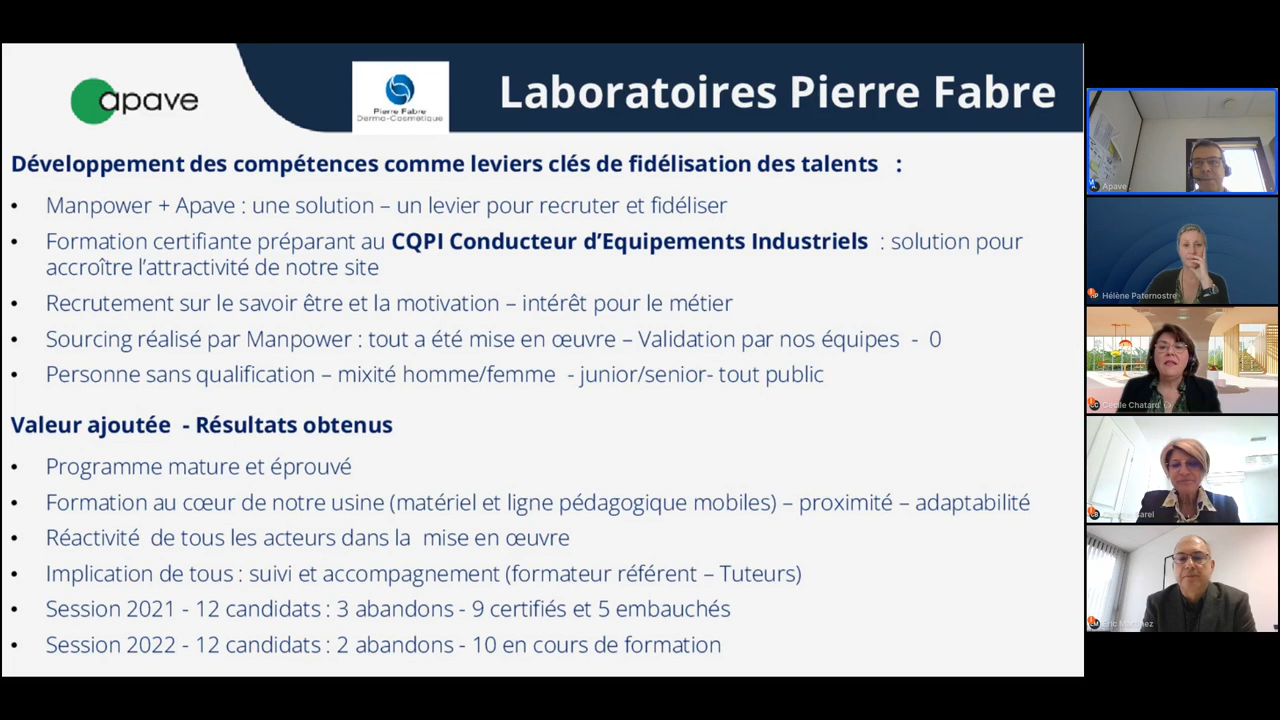 apave
Pierre Fabre
Dermo-Cosmétique
Laboratoires Pierre Fabre
Développement des compétences comme leviers clés de fidélisation des talents :
• Manpower + Apave : une solution – un levier pour recruter et fidéliser
• Formation certifiante préparant au CQPI Conducteur d’Equipements Industriels : solution pour
accroître l’attractivité de notre site
• Recrutement sur le savoir être et la motivation – intérêt pour le métier
• Sourcing réalisé par Manpower : tout a été mise en œuvre – Validation par nos équipes - 0
• Personne sans qualification – mixité homme/femme - junior/senior- tout public
Valeur ajoutée - Résultats obtenus
• Programme mature et éprouvé
• Formation au cœur de notre usine (matériel et ligne pédagogique mobiles) – proximité – adaptabilité
• Réactivité de tous les acteurs dans la mise en œuvre
• Implication de tous : suivi et accompagnement (formateur référent – Tuteurs)
• Session 2021 - 12 candidats : 3 abandons - 9 certifiés et 5 embauchés
• Session 2022 - 12 candidats : 2 abandons - 10 en cours de formation
Apave
HP Hélène Paternostre
CC Cécile Chatard